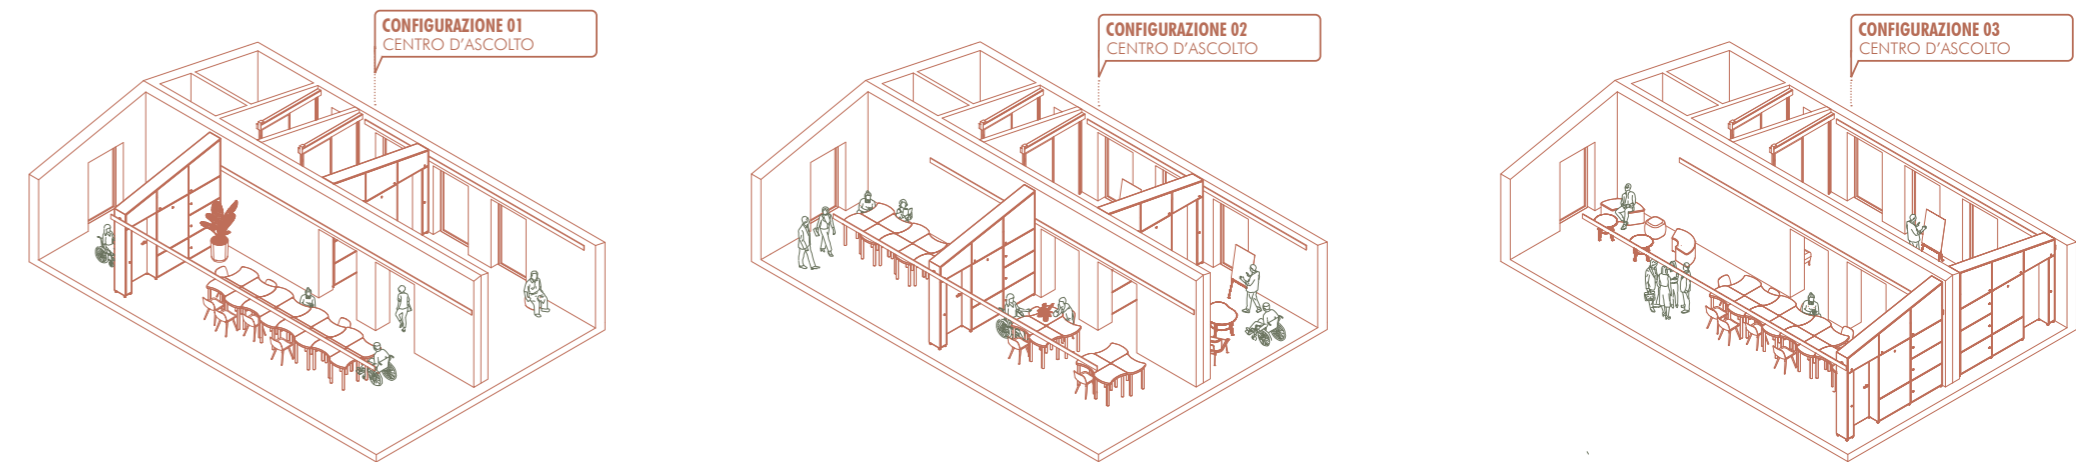 CONFIGURAZIONE 01
CENTRO D'ASCOLTO
CONFIGURAZIONE 02
CENTRO D'ASCOLTO
CONFIGURAZIONE 03
CENTRO D'ASCOLTO